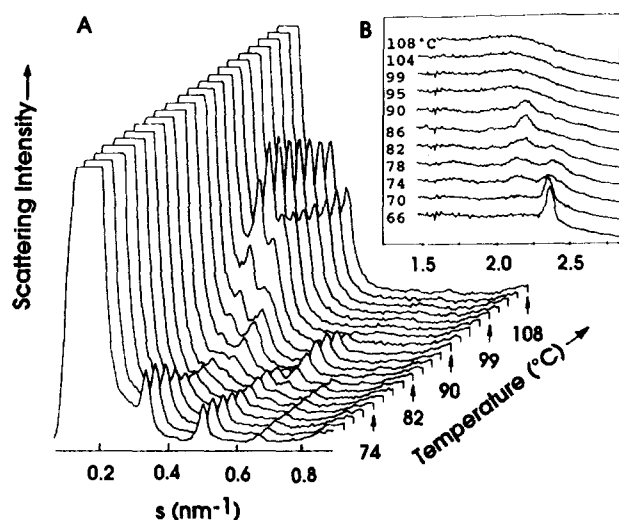 A
Scattering Intensity
0.2 0.4 0.6 0.8
s (nm-1)
74 82 90 99 108
Temperature (°C)
B
108 °C
104
99
95
90
86
82
78
74
70
66
1.5 2.0 2.5